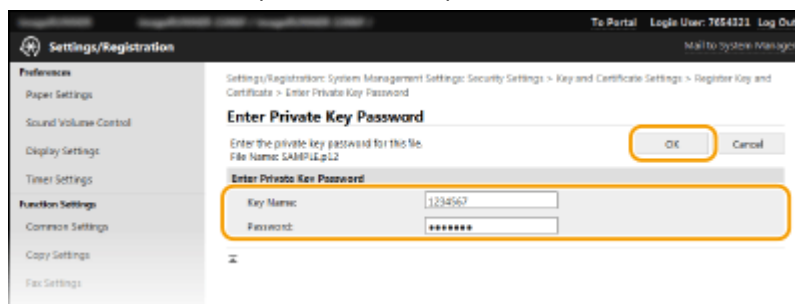 To Portal Login User: 7654321 Log Out
Settings/Registration
Mail to System Manager
Preferences
Paper Settings
Sound Volume Control
Display Settings
Timer Settings
Function Settings
Common Settings
Copy Settings
Fax Settings
Settings/Registration: System Management Settings: Security Settings > Key and Certificate Settings > Register Key and
Certificate > Enter Private Key Password
Enter Private Key Password
Enter the private key password for this file.
File Name: SAMPLE.p12
OK Cancel
Enter Private Key Password
Key Name: 1234567
Password: •••••••